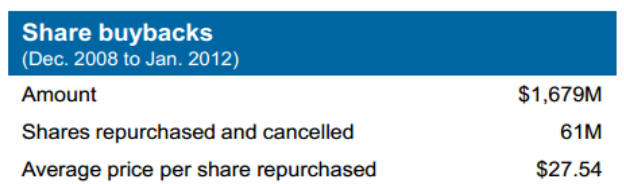 Share buybacks
(Dec. 2008 to Jan. 2012)
Amount $1,679M
Shares repurchased and cancelled 61M
Average price per share repurchased $27.54